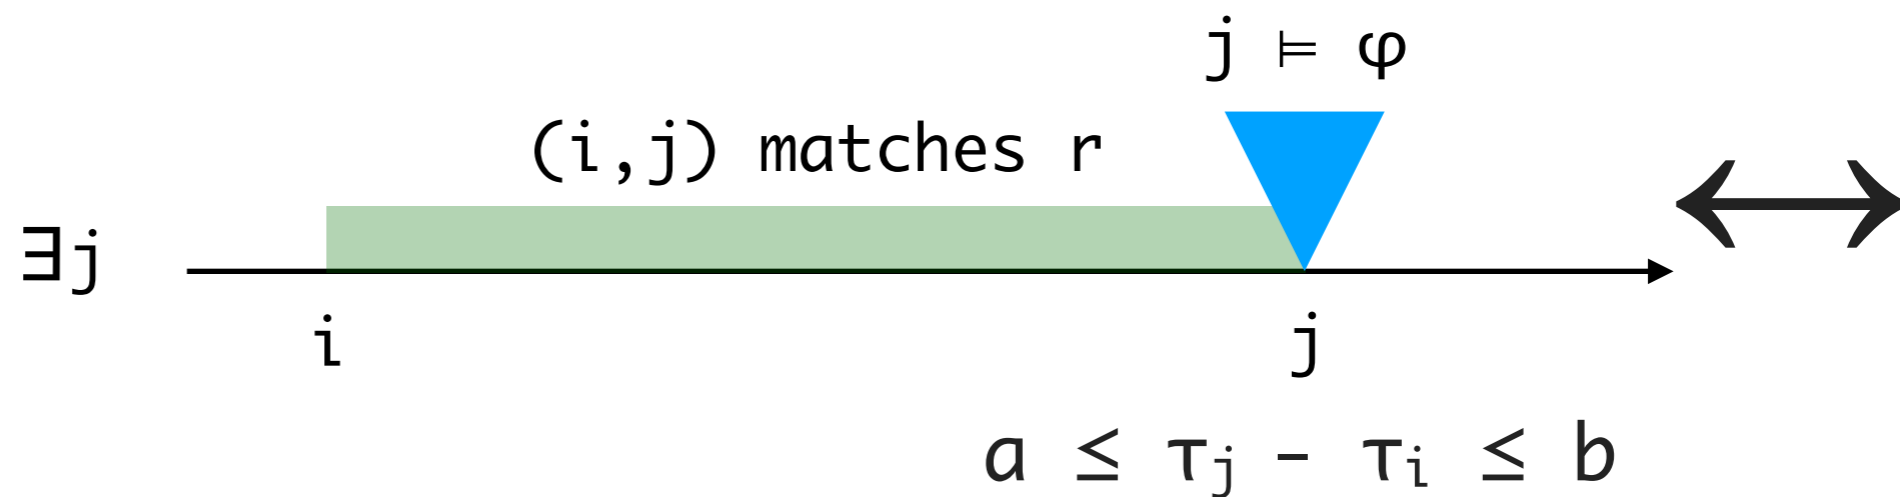 j ⊨ φ
(i,j) matches r
∃j
i
j
a ≤ τj - τi ≤ b